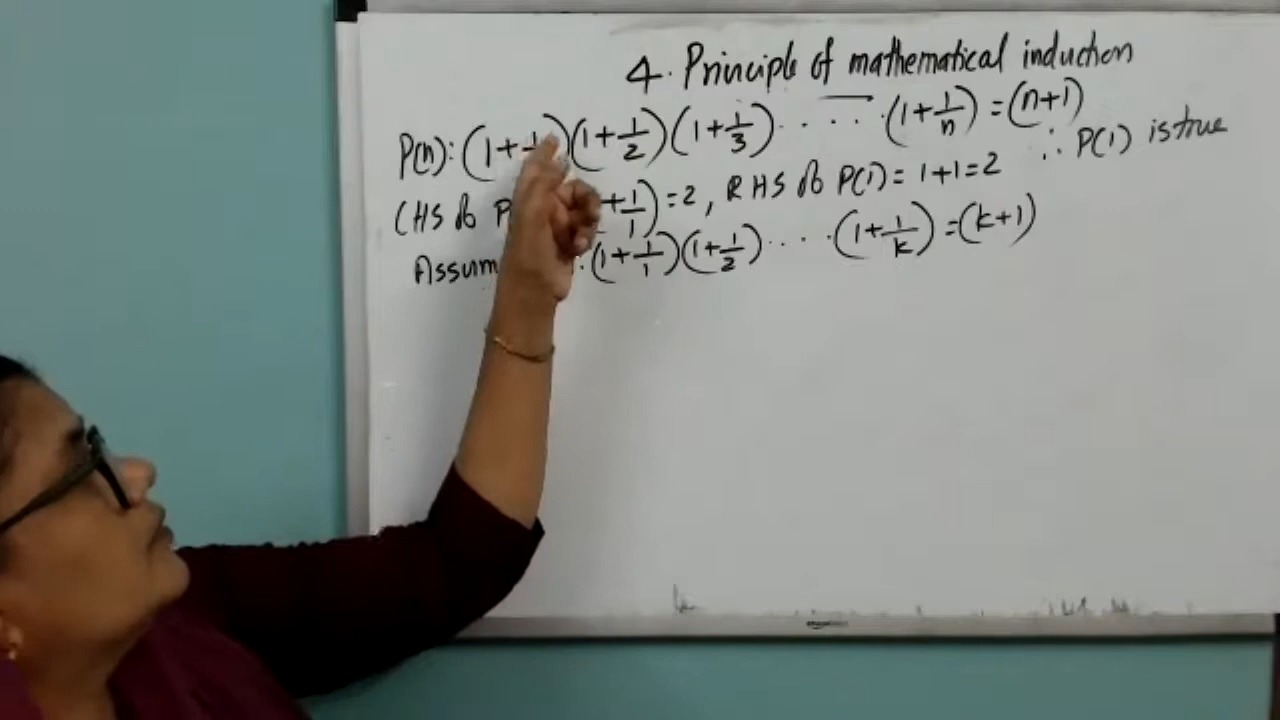 4. Principle of mathematical induction
P(n): (1+1/ )(1+1/2)(1+1/3) . . . . . (1+1/n) = (n+1)
LHS of P +1/1) = 2, RHS of P(1) = 1+1=2 ∴ P(1) is true
Assum (1+1/1)(1+1/2) . . . . (1+1/k) = (k+1)